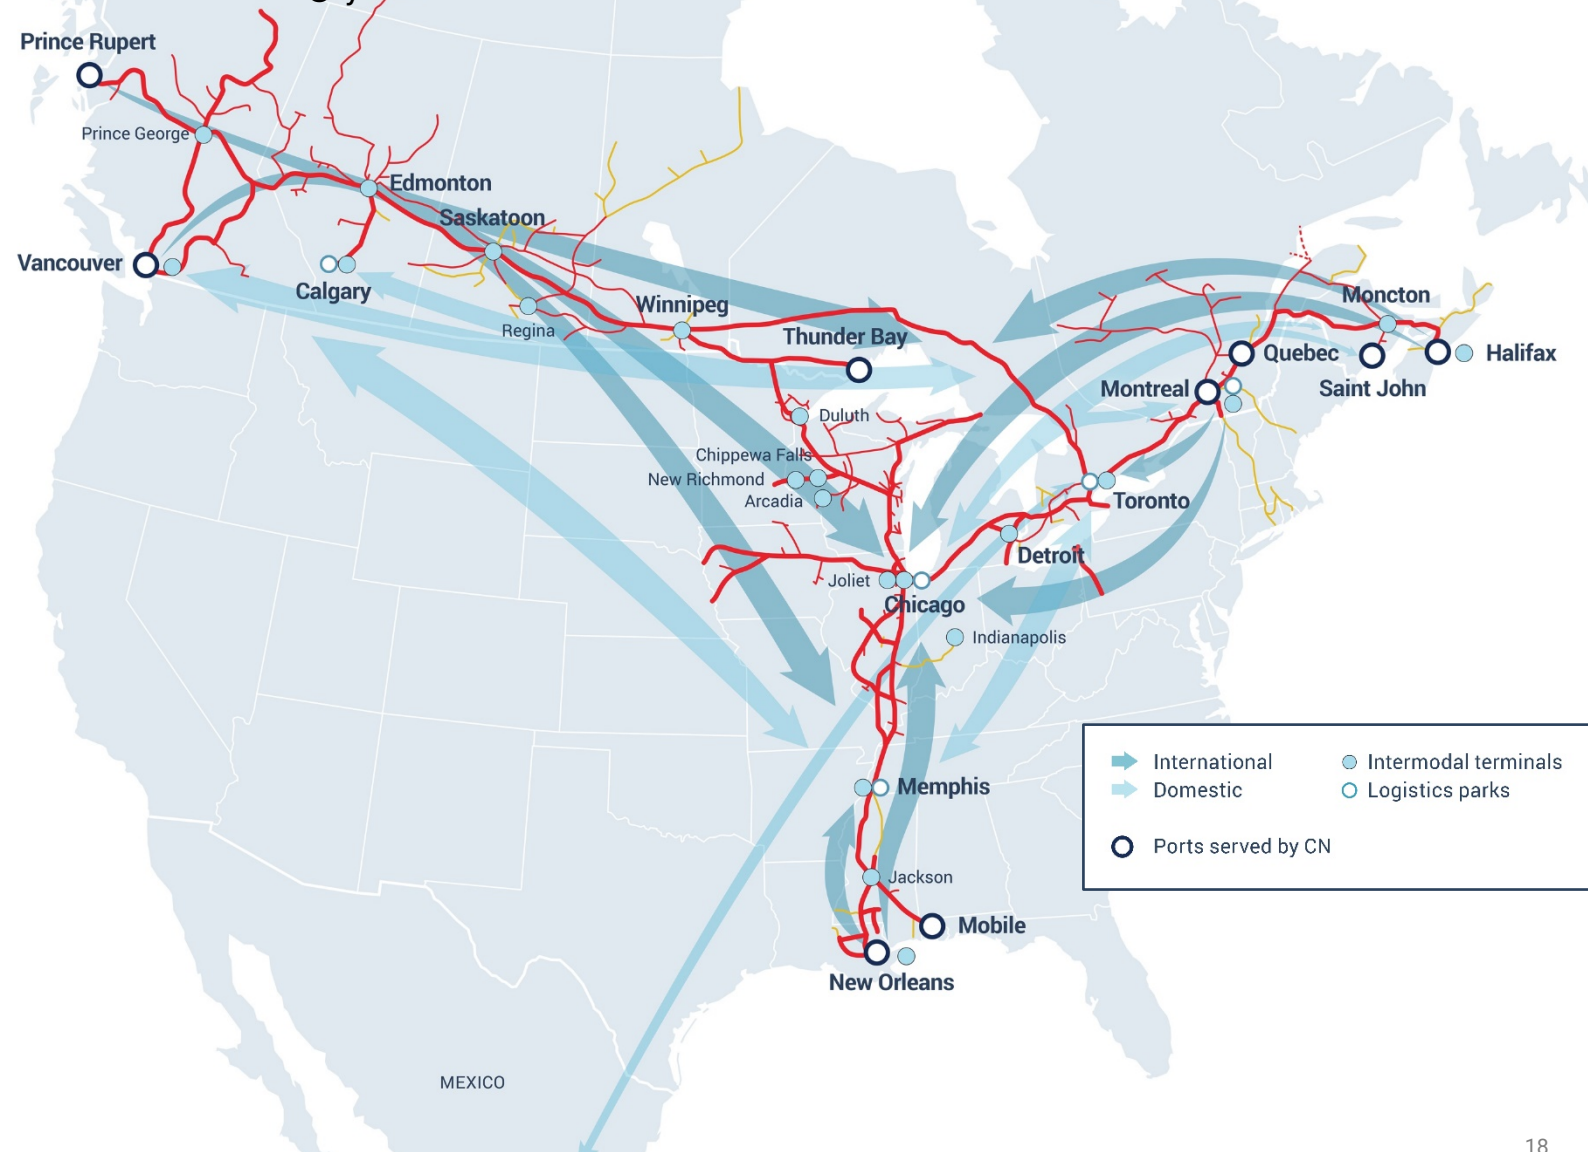 Prince Rupert
Prince George
Edmonton
Saskatoon
Vancouver
Calgary
Regina
Winnipeg
Thunder Bay
Moncton
Quebec
Halifax
Montreal
Saint John
Duluth
Chippewa Falls
New Richmond
Arcadia
Toronto
Detroit
Joliet
Chicago
Indianapolis
Memphis
Jackson
Mobile
New Orleans
MEXICO
International
Domestic
Intermodal terminals
Logistics parks
Ports served by CN
18